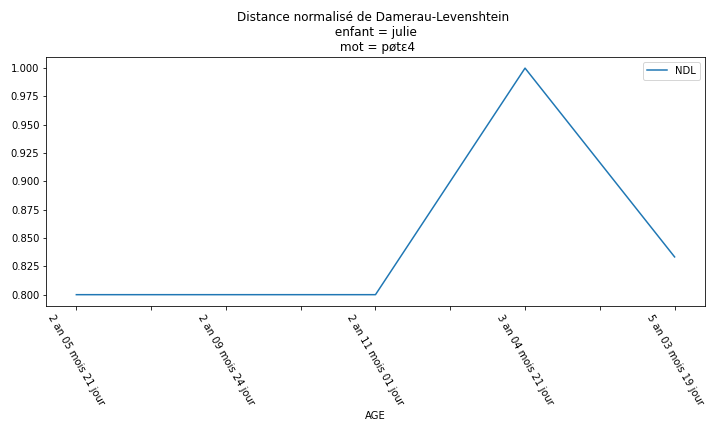 Distance normalisé de Damerau-Levenshtein
enfant = julie
mot = pøtɛ4
NDL
1.000
0.975
0.950
0.925
0.900
0.875
0.850
0.825
0.800
2 an 05 mois 21 jour
2 an 09 mois 24 jour
2 an 11 mois 01 jour
3 an 04 mois 21 jour
5 an 03 mois 19 jour
AGE